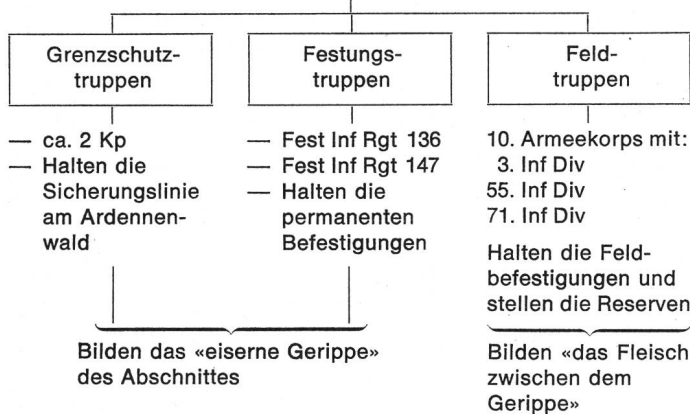 Grenzschutz-
truppen
— ca. 2 Kp
— Halten die
Sicherungslinie
am Ardennen-
wald
Festungs-
truppen
— Fest Inf Rgt 136
— Fest Inf Rgt 147
— Halten die
permanenten
Befestigungen
Bilden das «eiserne Gerippe»
des Abschnittes
Feld-
truppen
10. Armeekorps mit:
3. Inf Div
55. Inf Div
71. Inf Div
Halten die Feld-
befestigungen und
stellen die Reserven
Bilden «das Fleisch
zwischen dem
Gerippe»